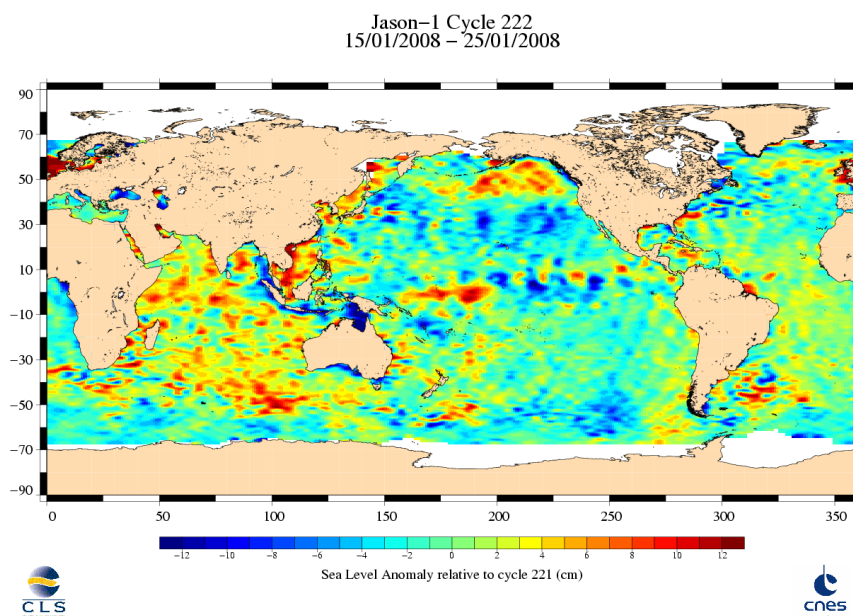 Jason−1 Cycle 222
15/01/2008 − 25/01/2008
90
70
50
30
10
−10
−30
−50
−70
−90
0 50 100 150 200 250 300 350
−12 −10 −8 −6 −4 −2 0 2 4 6 8 10 12
Sea Level Anomaly relative to cycle 221 (cm)
CLS
cnes